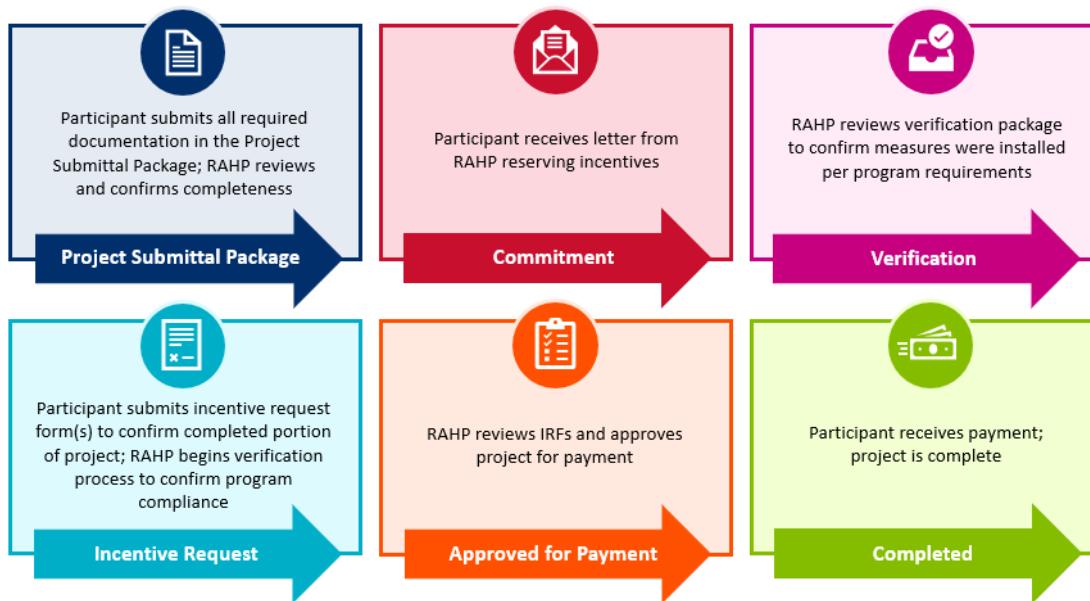 Participant submits all required
documentation in the Project
Submittal Package; RAHP reviews
and confirms completeness
Project Submittal Package
Participant receives letter from
RAHP reserving incentives
Commitment
RAHP reviews verification package
to confirm measures were installed
per program requirements
Verification
Participant submits incentive request
form(s) to confirm completed portion
of project; RAHP begins verification
process to confirm program
compliance
Incentive Request
RAHP reviews IRFs and approves
project for payment
Approved for Payment
Participant receives payment;
project is complete
Completed